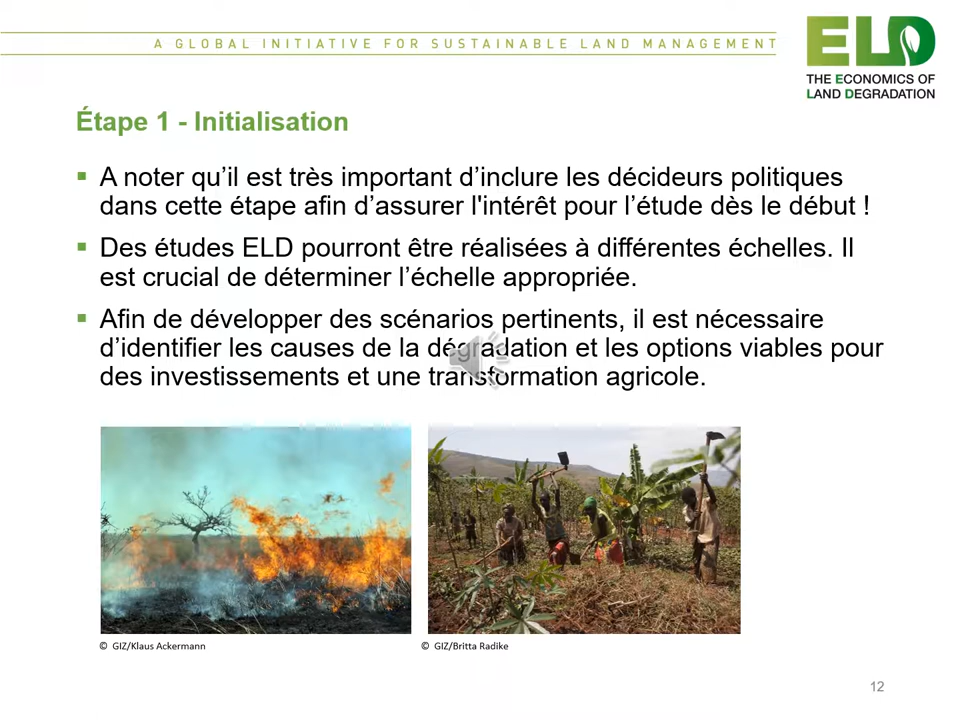 A GLOBAL INITIATIVE FOR SUSTAINABLE LAND MANAGEMENT
ELD
THE ECONOMICS OF
LAND DEGRADATION
Étape 1 - Initialisation
A noter qu’il est très important d’inclure les décideurs politiques
dans cette étape afin d’assurer l'intérêt pour l’étude dès le début !
Des études ELD pourront être réalisées à différentes échelles. Il
est crucial de déterminer l’échelle appropriée.
Afin de développer des scénarios pertinents, il est nécessaire
d’identifier les causes de la dégradation et les options viables pour
des investissements et une transformation agricole.
© GIZ/Klaus Ackermann
© GIZ/Britta Radike
12